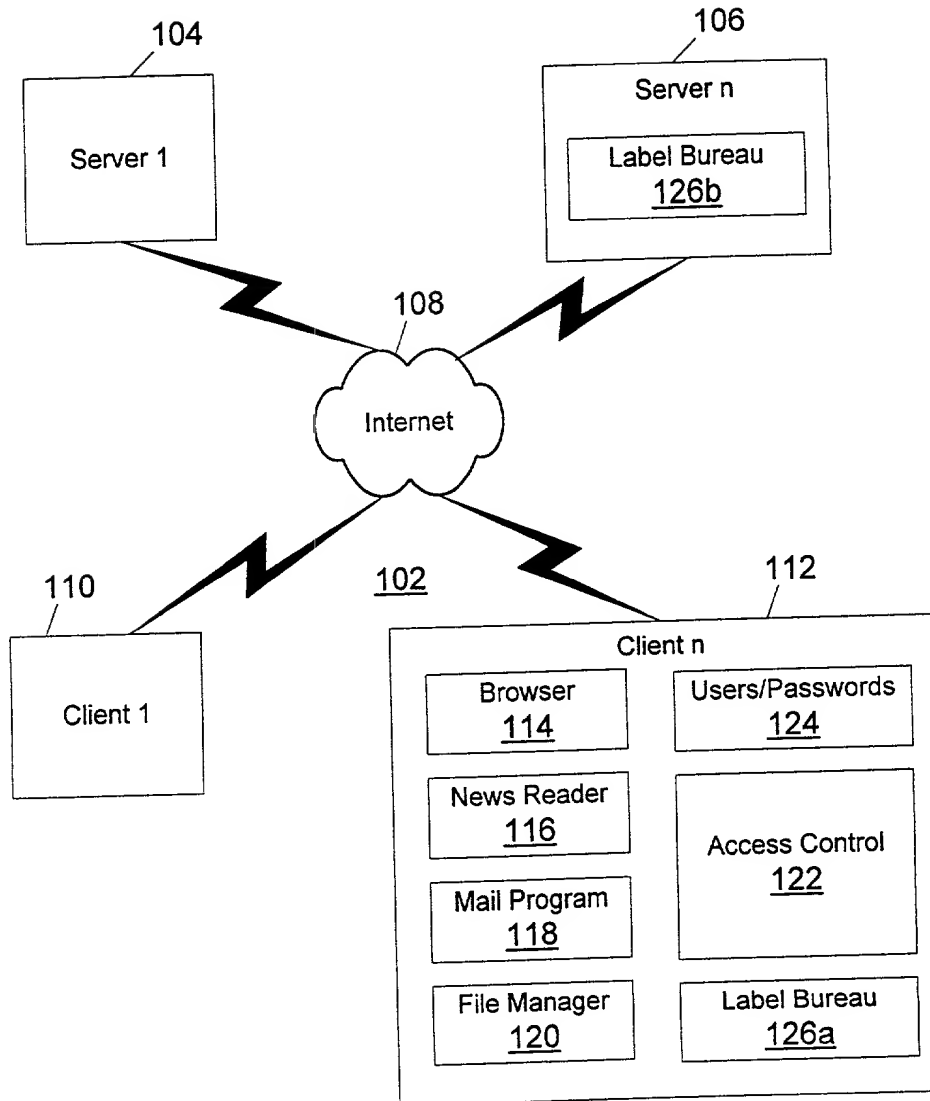 104
106
Server 1
Server n
Label Bureau
126b
108
Internet
110
102
112
Client 1
Client n
Browser
114
Users/Passwords
124
News Reader
116
Access Control
122
Mail Program
118
File Manager
120
Label Bureau
126a